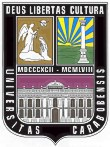 DEUS LIBERTAS CULTURA
MDCCCXCII - MCMLVIII
UNIVERSITAS CAROBOBENSIS